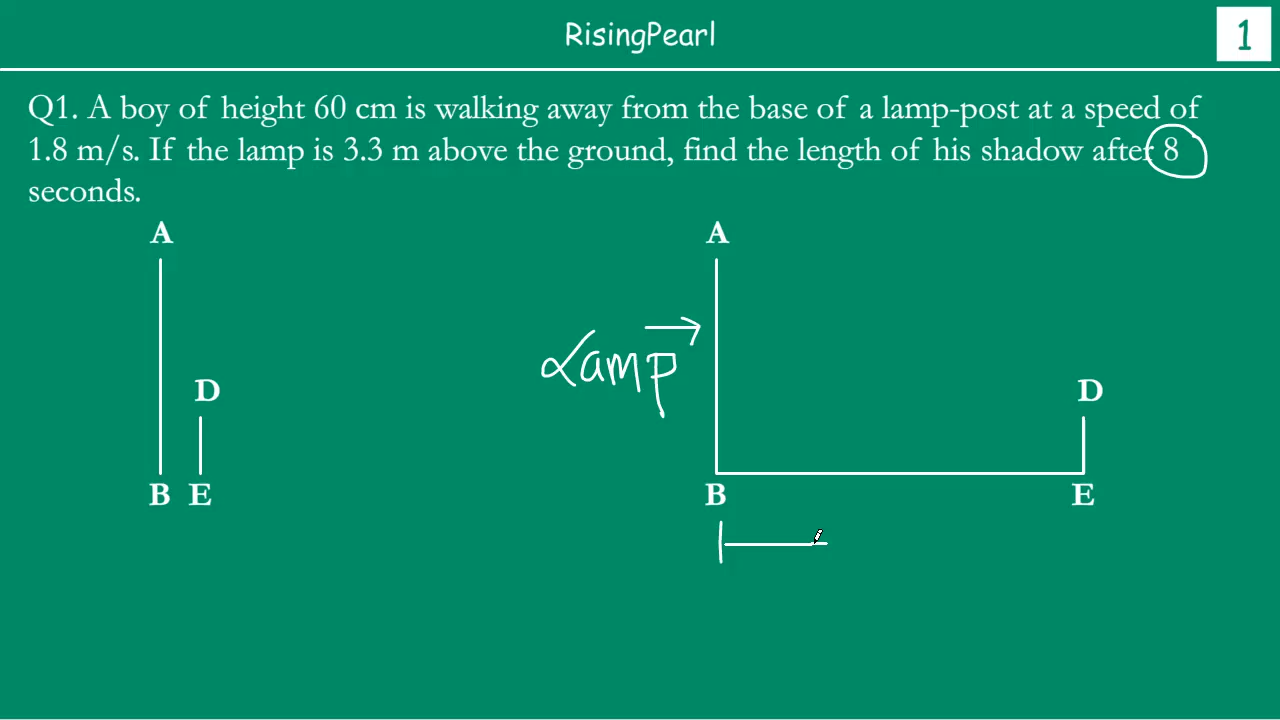 RisingPearl
1
Q1. A boy of height 60 cm is walking away from the base of a lamp-post at a speed of
1.8 m/s. If the lamp is 3.3 m above the ground, find the length of his shadow after 8
seconds.
A
D
B E
A
Lamp
D
B
E